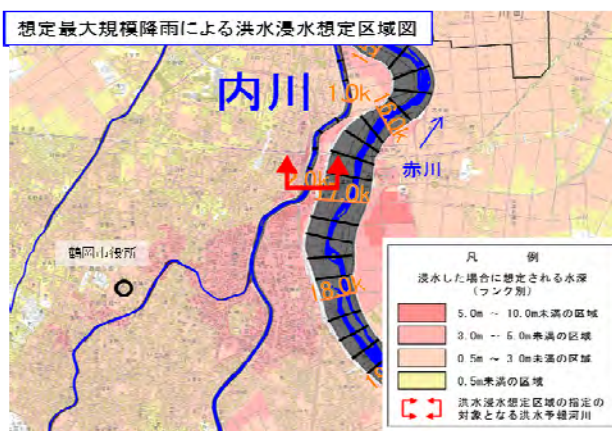 想定最大規模降雨による洪水浸水想定区域図
内川
1.0k
16.0k
赤川
2.0k
17.0k
鶴岡市役所
18.0k
凡 例
浸水した場合に想定される水深
(ランク別)
5.0m ~ 10.0m未満の区域
3.0m ~ 5.0m未満の区域
0.5m ~ 3.0m未満の区域
0.5m未満の区域
洪水浸水想定区域の指定の
対象となる洪水予報河川